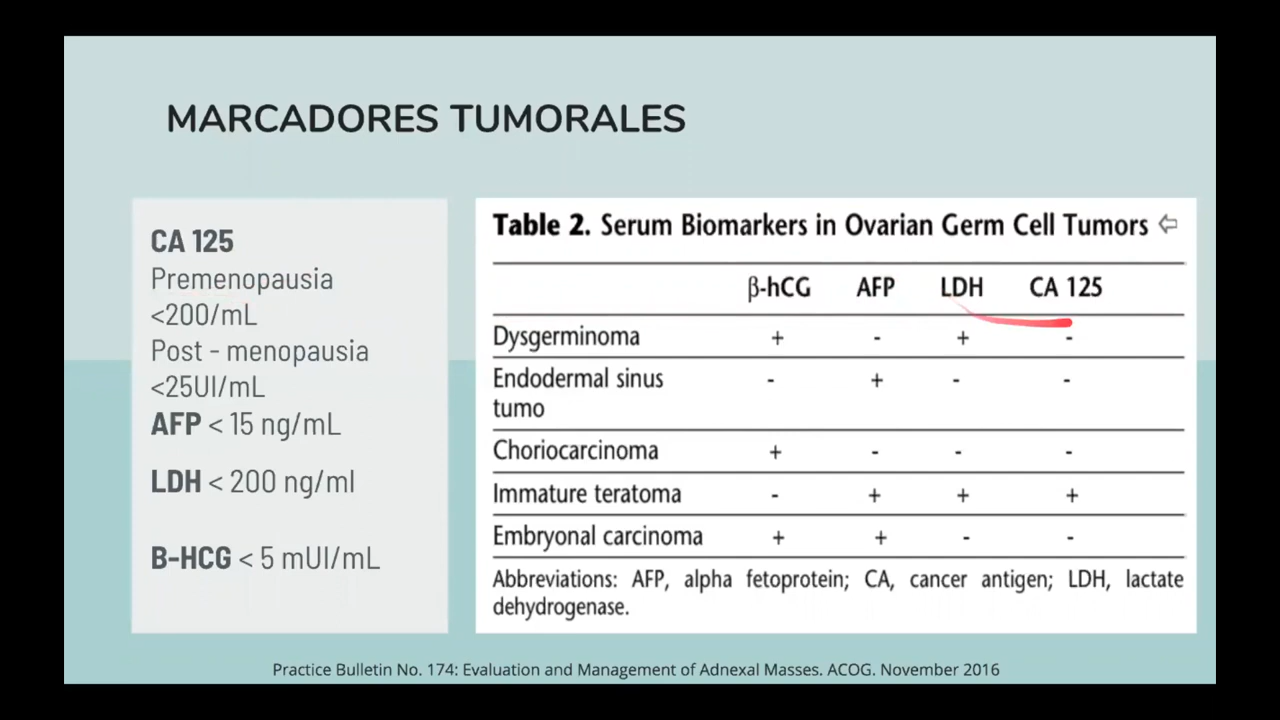 MARCADORES TUMORALES
CA 125
Premenopausia
<200/mL
Post - menopausia
<25UI/mL
AFP < 15 ng/mL
LDH < 200 ng/ml
B-HCG < 5 mUI/mL
Table 2. Serum Biomarkers in Ovarian Germ Cell Tumors ⇦
β-hCG AFP LDH CA 125
Dysgerminoma + - + -
Endodermal sinus - + - -
tumo
Choriocarcinoma + - - -
Immature teratoma - + + +
Embryonal carcinoma + + - -
Abbreviations: AFP, alpha fetoprotein; CA, cancer antigen; LDH, lactate
dehydrogenase.
Practice Bulletin No. 174: Evaluation and Management of Adnexal Masses. ACOG. November 2016